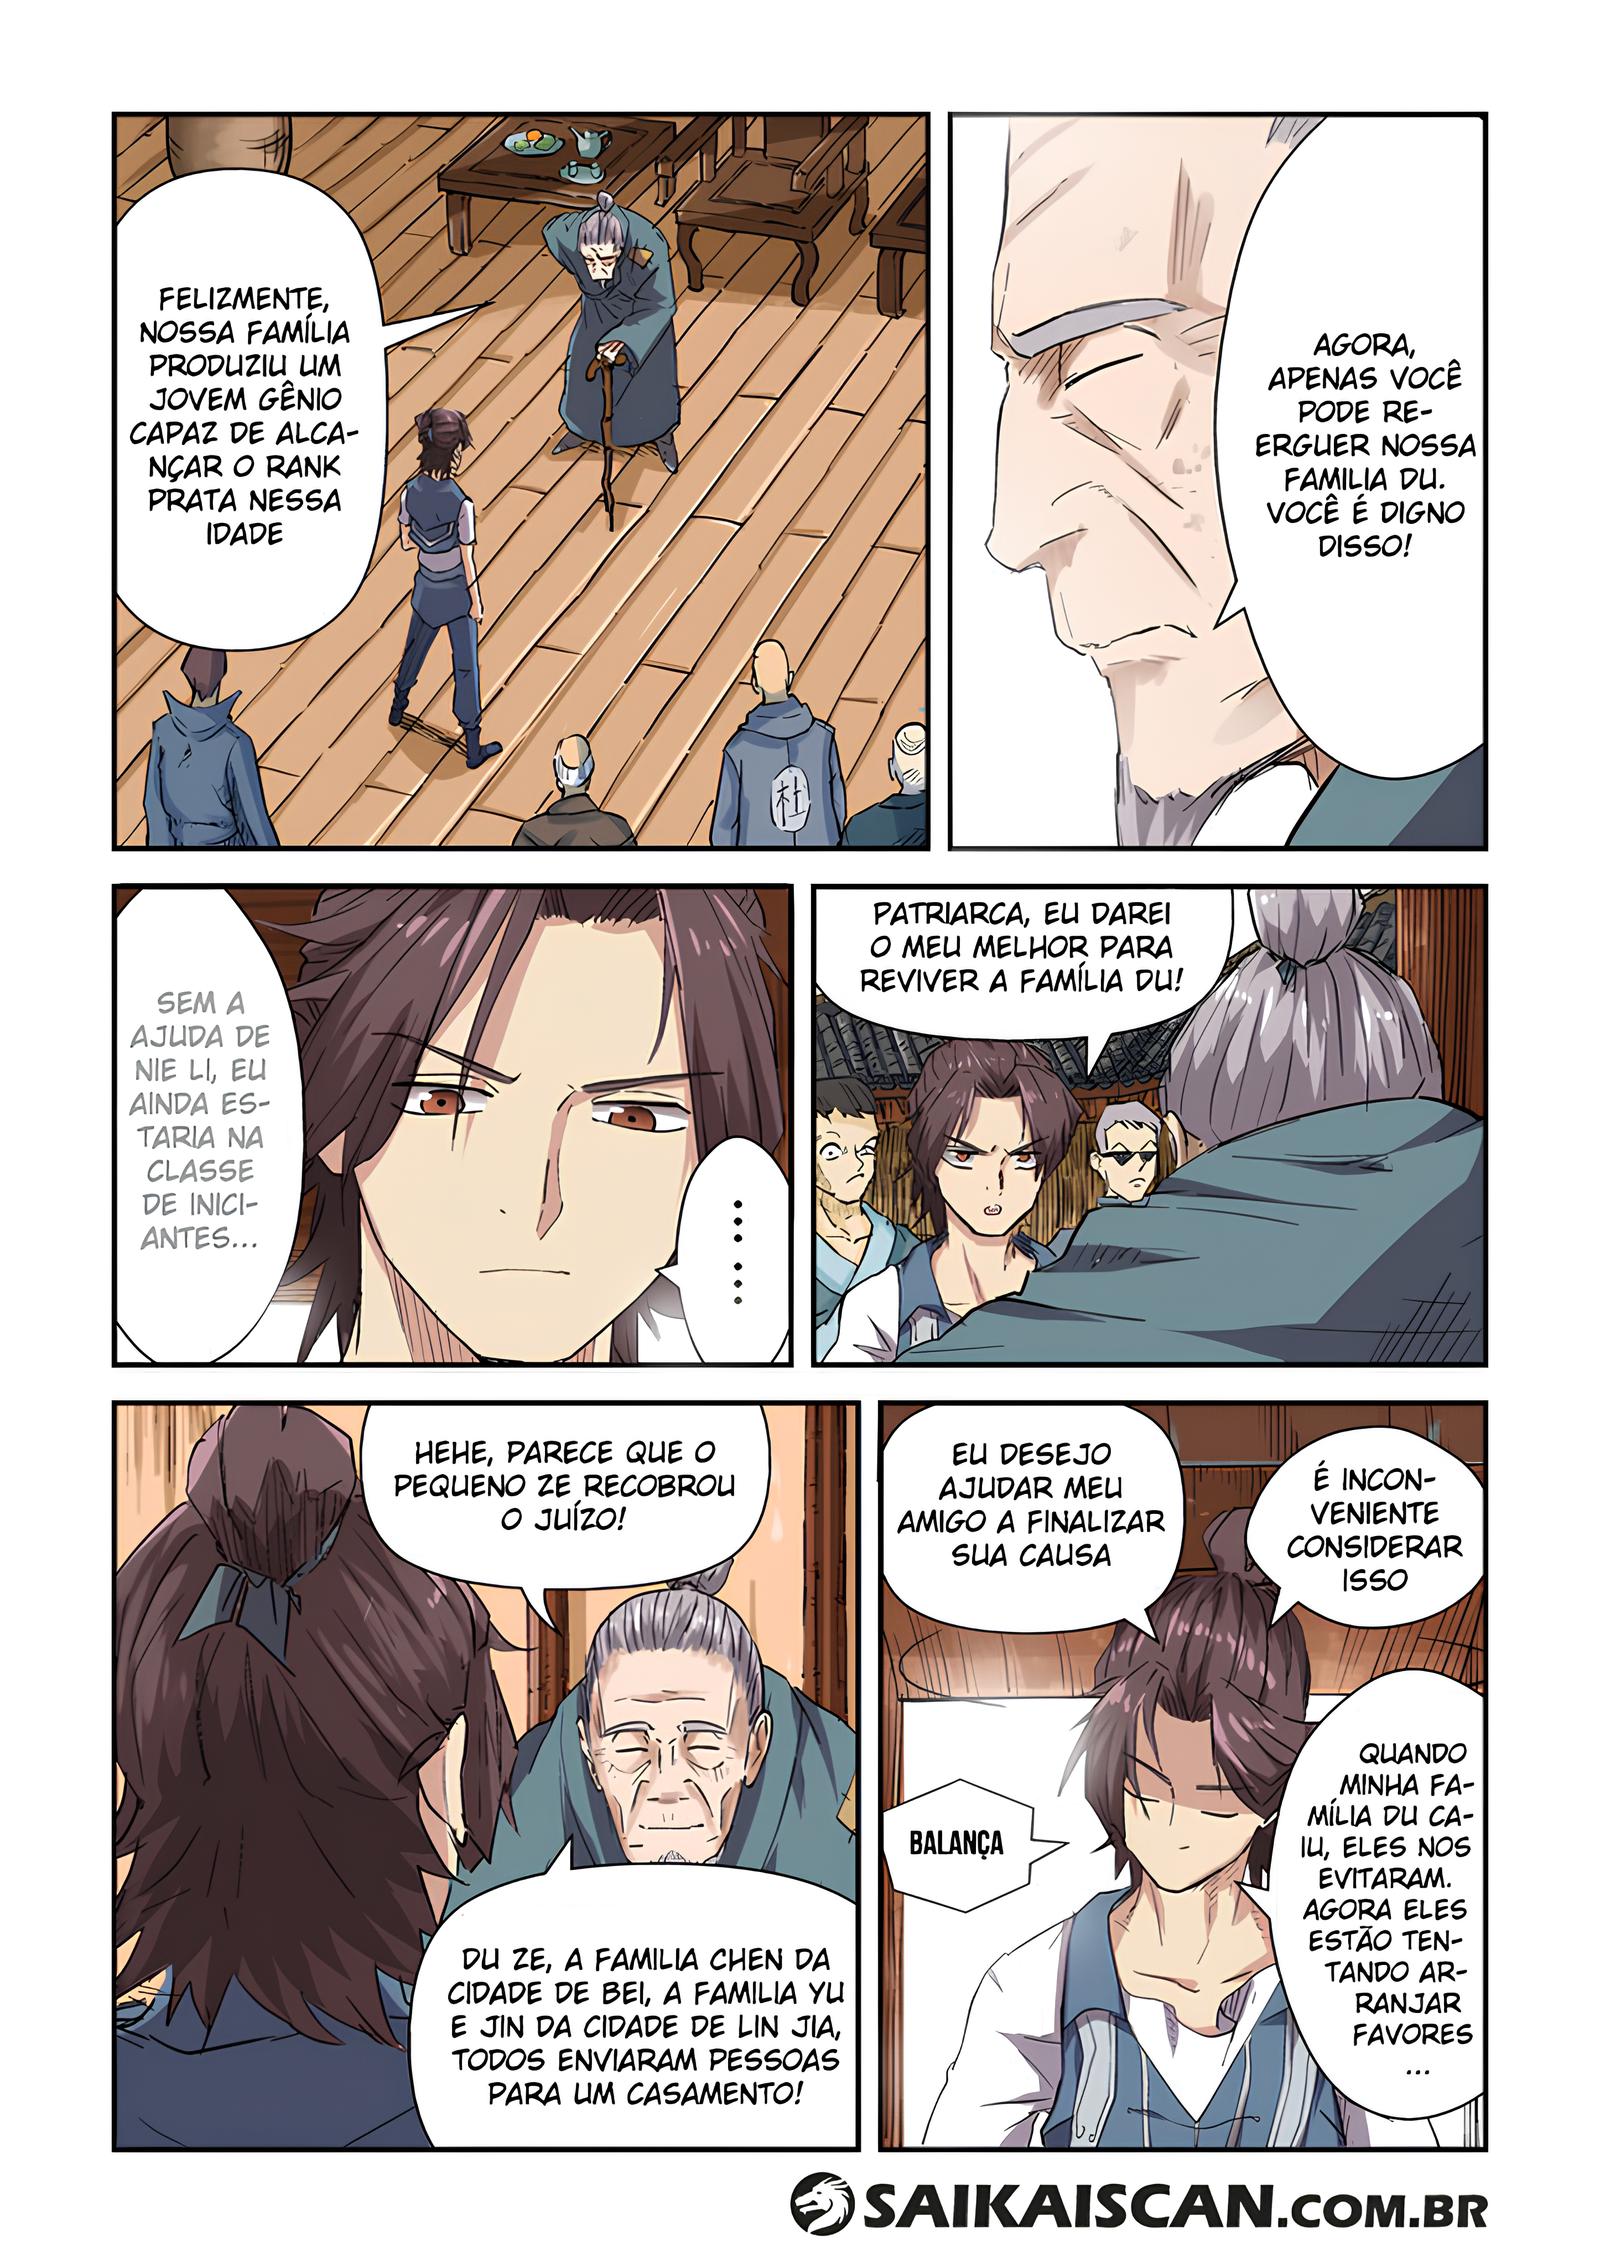 FELIZMENTE,
NOSSA FAMÍLIA
PRODUZIU UM
JOVEM GÊNIO
CAPAZ DE ALCA-
NÇAR O RANK
PRATA NESSA
IDADE
AGORA,
APENAS VOCÊ
PODE RE-
ERGUER NOSSA
FAMILIA DU.
VOCÊ É DIGNO
DISSO!
杜
SEM A
AJUDA DE
NIE LI, EU
AINDA ES-
TARIA NA
CLASSE
DE INICI-
ANTES...
......
PATRIARCA, EU DAREI
O MEU MELHOR PARA
REVIVER A FAMÍLIA DU!
HEHE, PARECE QUE O
PEQUENO ZE RECOBROU
O JUÍZO!
DU ZE, A FAMILIA CHEN DA
CIDADE DE BEI, A FAMILIA YU
E JIN DA CIDADE DE LIN JIA,
TODOS ENVIARAM PESSOAS
PARA UM CASAMENTO!
EU DESEJO
AJUDAR MEU
AMIGO A FINALIZAR
SUA CAUSA
É INCON-
VENIENTE
CONSIDERAR
ISSO
BALANÇA
QUANDO
MINHA FA-
MÍLIA DU CA-
IU, ELES NOS
EVITARAM.
AGORA ELES
ESTÃO TEN-
TANDO AR-
RANJAR
FAVORES
...
SAIKAISCAN.COM.BR